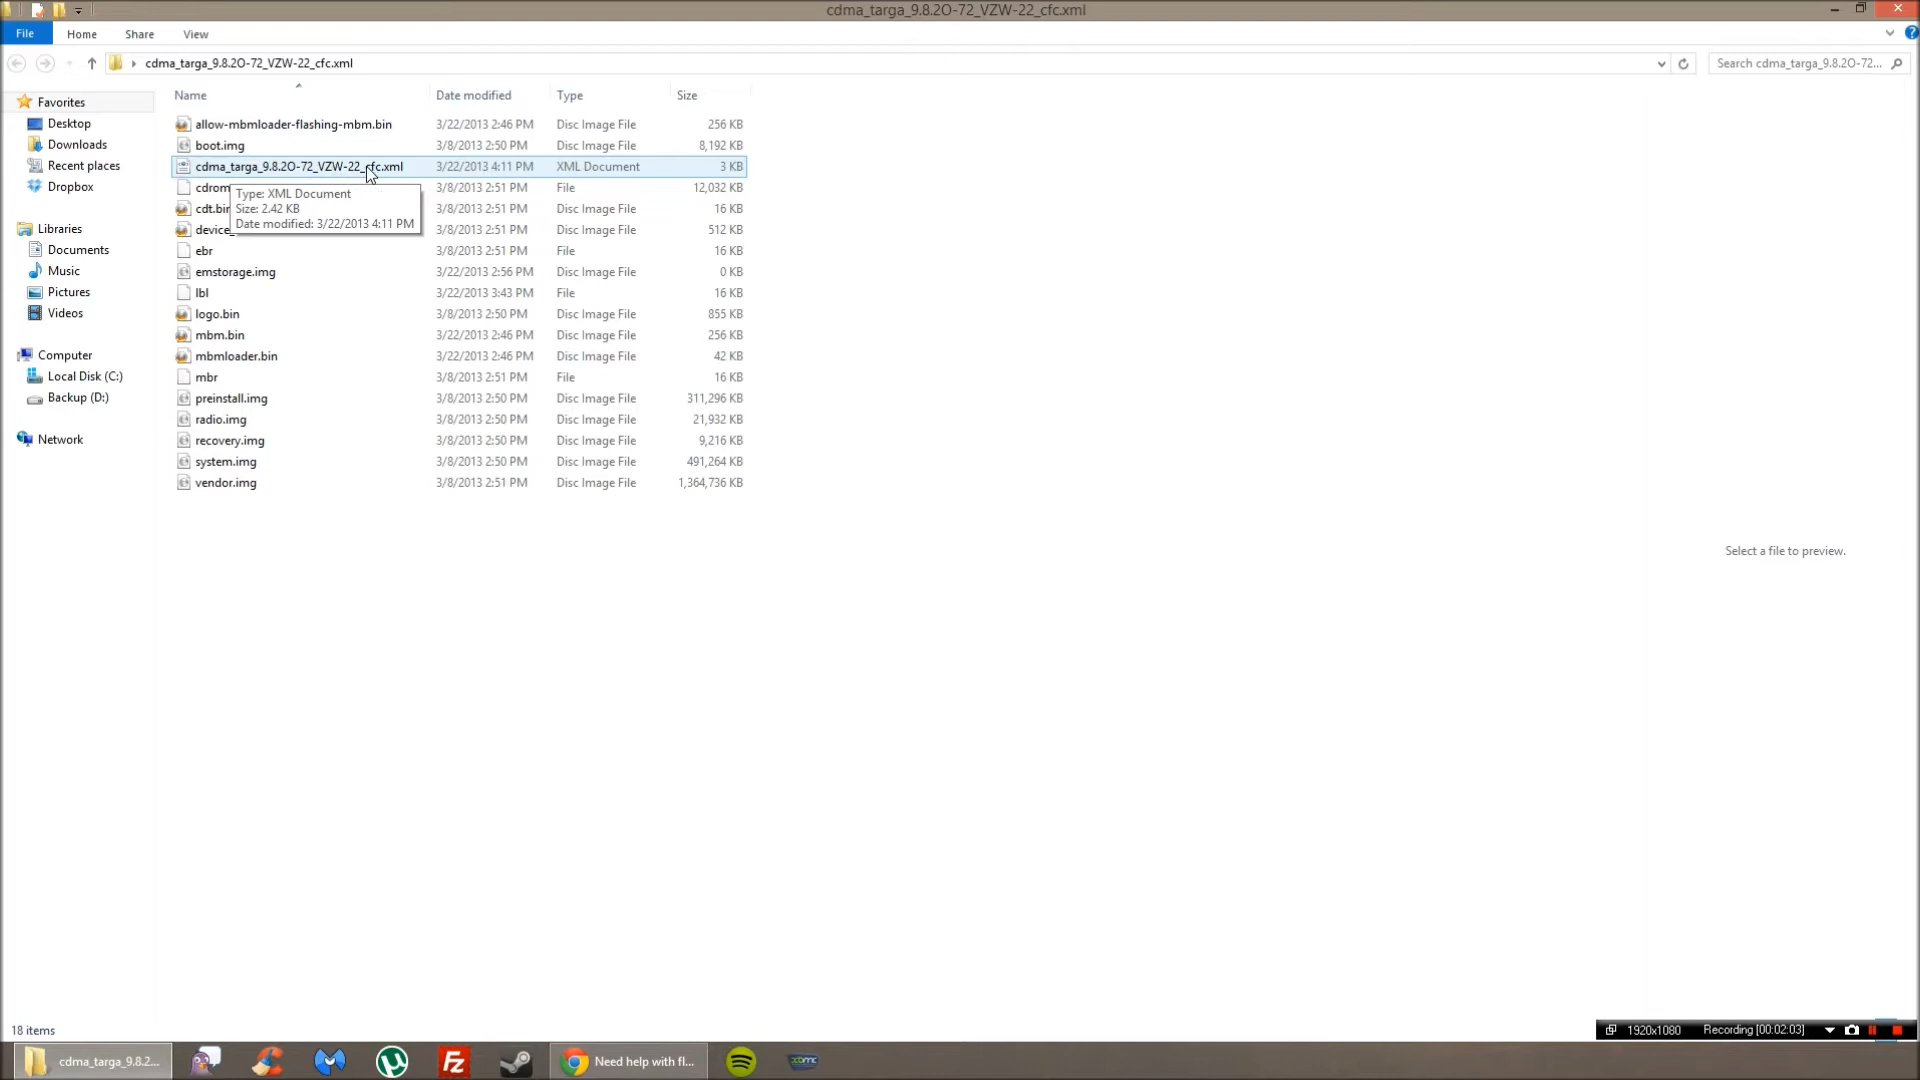 cdma_targa_9.8.2O-72_VZW-22_cfc.xml
File Home Share View
cdma_targa_9.8.2O-72_VZW-22_cfc.xml
Search cdma_targa_9.8.2O-72...
Name Date modified Type Size
Favorites
Desktop
Downloads
Recent places
Dropbox
Libraries
Documents
Music
Pictures
Videos
Computer
Local Disk (C:)
Backup (D:)
Network
allow-mbmloader-flashing-mbm.bin 3/22/2013 2:46 PM Disc Image File 256 KB
boot.img 3/8/2013 2:50 PM Disc Image File 8,192 KB
cdma_targa_9.8.2O-72_VZW-22_cfc.xml 3/22/2013 4:11 PM XML Document 3 KB
cdrom 3/8/2013 2:51 PM File 12,032 KB
cdt.bin 3/8/2013 2:51 PM Disc Image File 16 KB
device_ 3/8/2013 2:51 PM Disc Image File 512 KB
Type: XML Document
Size: 2.42 KB
Date modified: 3/22/2013 4:11 PM
ebr 3/8/2013 2:51 PM File 16 KB
emstorage.img 3/22/2013 2:56 PM Disc Image File 0 KB
lbl 3/22/2013 3:43 PM File 16 KB
logo.bin 3/8/2013 2:50 PM Disc Image File 855 KB
mbm.bin 3/22/2013 2:46 PM Disc Image File 256 KB
mbmloader.bin 3/22/2013 2:46 PM Disc Image File 42 KB
mbr 3/8/2013 2:51 PM File 16 KB
preinstall.img 3/8/2013 2:50 PM Disc Image File 311,296 KB
radio.img 3/8/2013 2:50 PM Disc Image File 21,932 KB
recovery.img 3/8/2013 2:50 PM Disc Image File 9,216 KB
system.img 3/8/2013 2:50 PM Disc Image File 491,264 KB
vendor.img 3/8/2013 2:51 PM Disc Image File 1,364,736 KB
Select a file to preview.
18 items
1920x1080 Recording [00:02:03]
cdma_targa_9.8.2...
Fz
Need help with fl...
xbmc